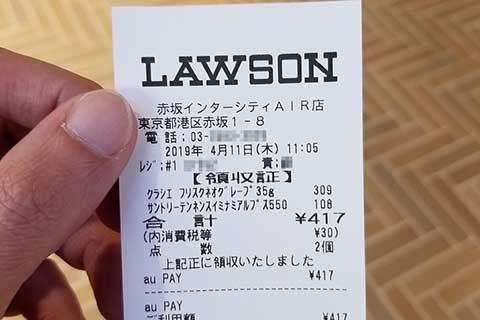 LAWSON
赤坂インターシティAIR店
東京都港区赤坂1-8
電話:03-
2019年 4月11日(木) 11:05
レジ:#1 責:
【領収証】
クラシエ フリスクネオグレープ35g 309
サントリーテンネンスイミナミアルプス550 108
合 計 ¥417
(内消費税等 ¥30)
点 数 2個
上記正に領収いたしました
au PAY ¥417
au PAY
ご利用額 ¥417